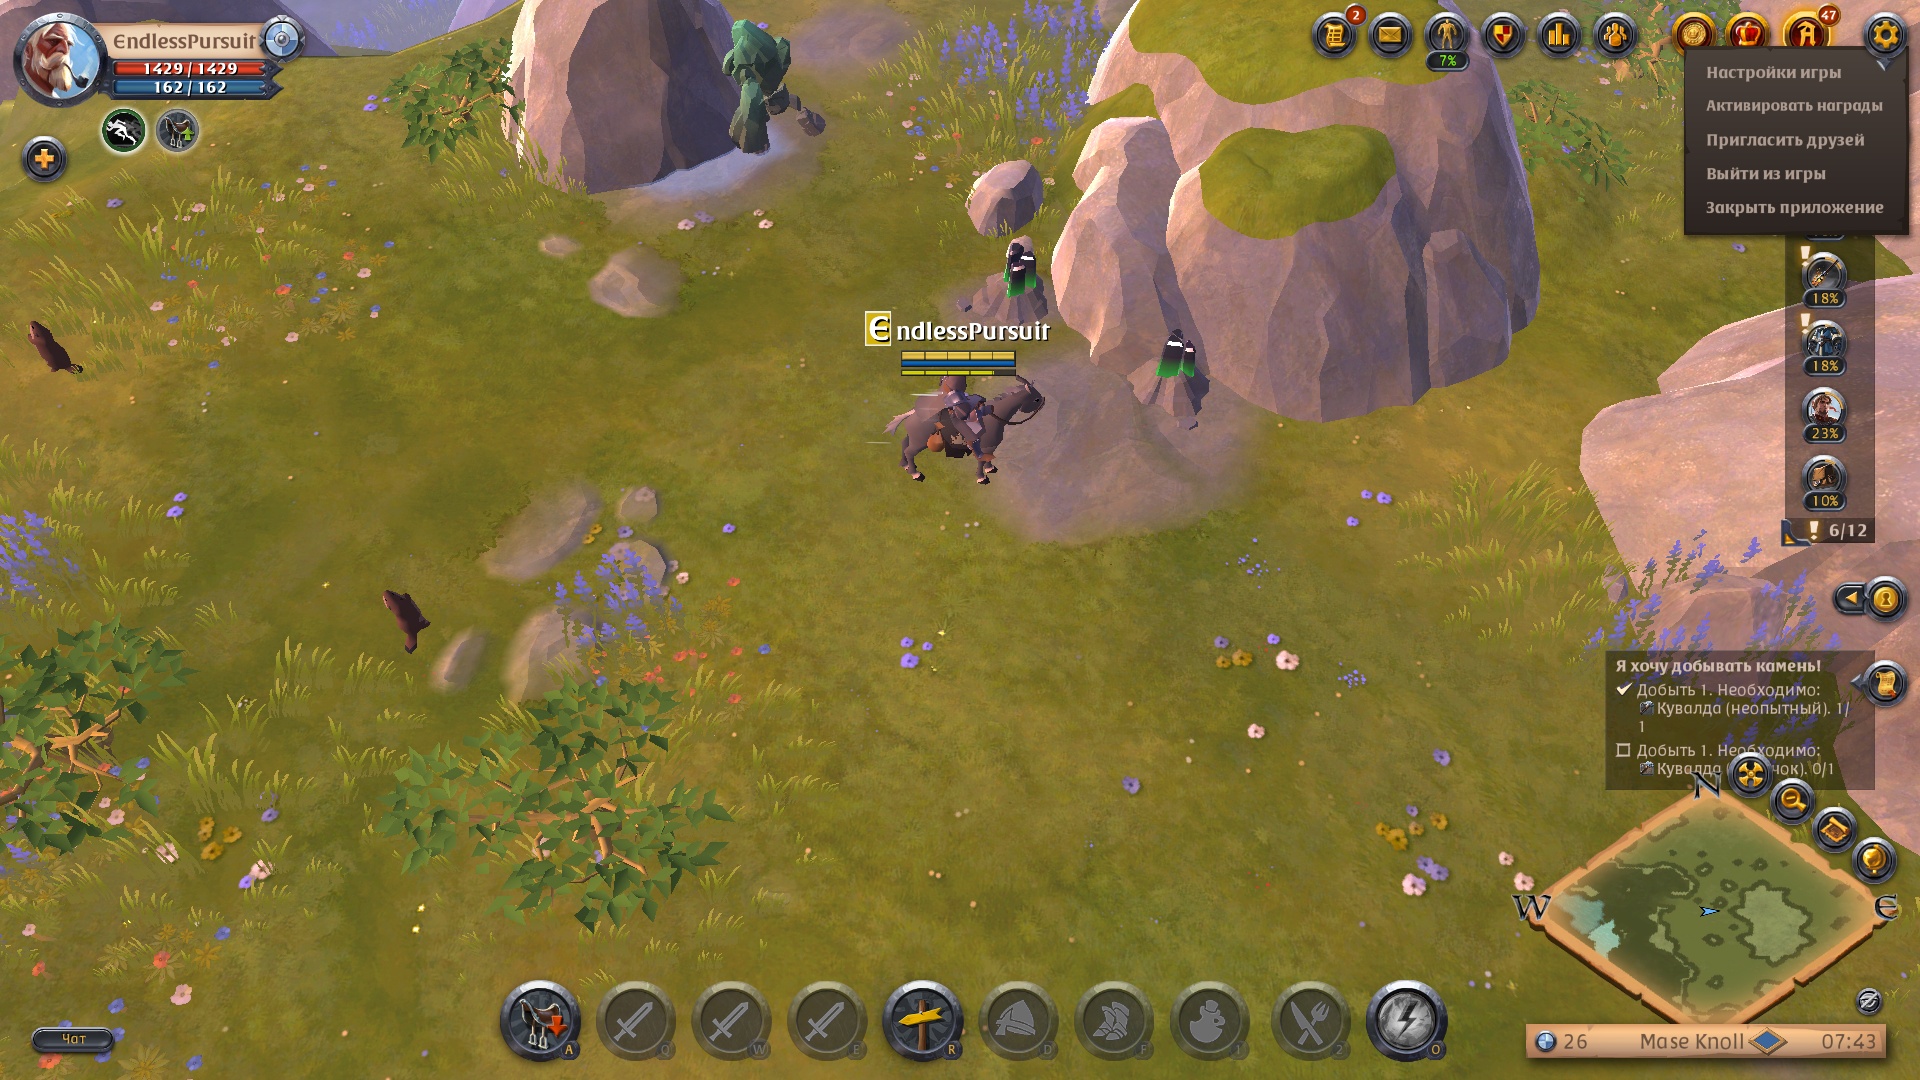 EndlessPursuit
1429 / 1429
162 / 162
2
7%
47
Настройки игры
Активировать награды
Пригласить друзей
Выйти из игры
Закрыть приложение
EndlessPursuit
18%
18%
23%
10%
6/12
Я хочу добывать камень!
Добыть 1. Необходимо:
Кувалда (неопытный). 1/
1
Добыть 1. Необходимо:
Кувалда чок). 0/1
N
W
E
Чат
A
Q
W
E
R
D
F
I
2
O
26
Mase Knoll
07:43